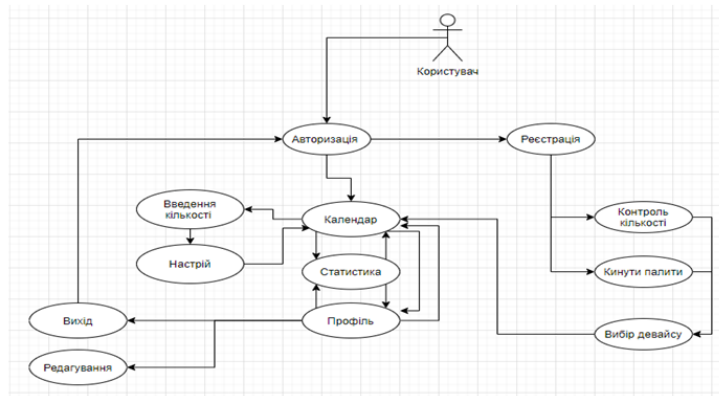 Користувач
Авторизація
Реєстрація
Введення
кількості
Календар
Контроль
кількості
Настрій
Статистика
Кинути палити
Вихід
Профіль
Вибір девайсу
Редагування